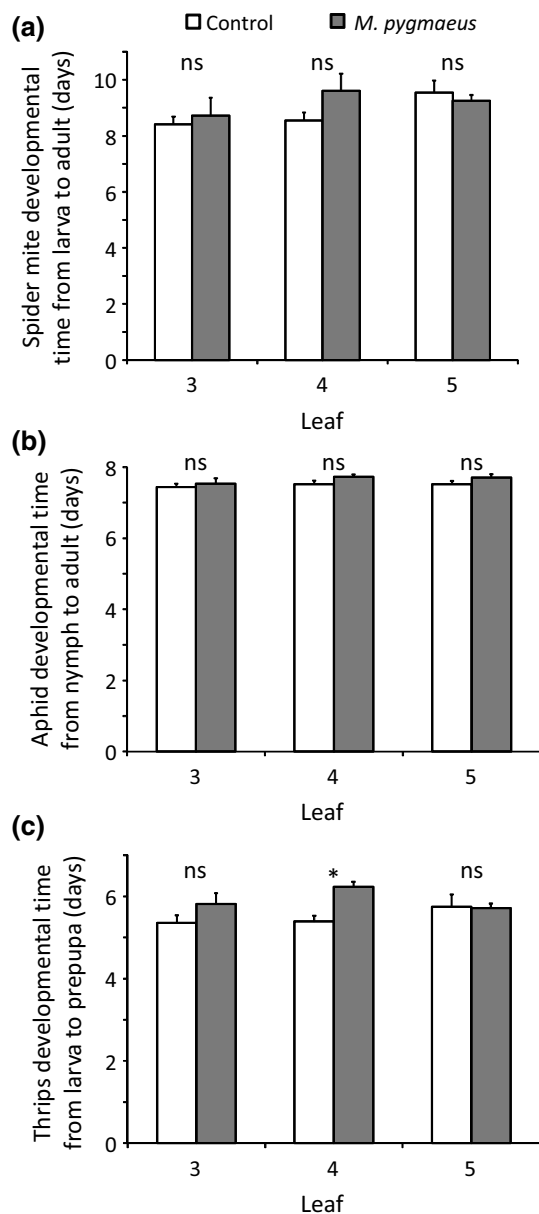 (a)
Control M. pygmaeus
Spider mite developmental
time from larva to adult (days)
10
8
6
4
2
0
ns ns ns
3 4 5
Leaf
(b)
Aphid developmental time
from nymph to adult (days)
8
6
4
2
0
ns ns ns
3 4 5
Leaf
(c)
Thrips developmental time
from larva to prepupa (days)
6
4
2
0
ns * ns
3 4 5
Leaf